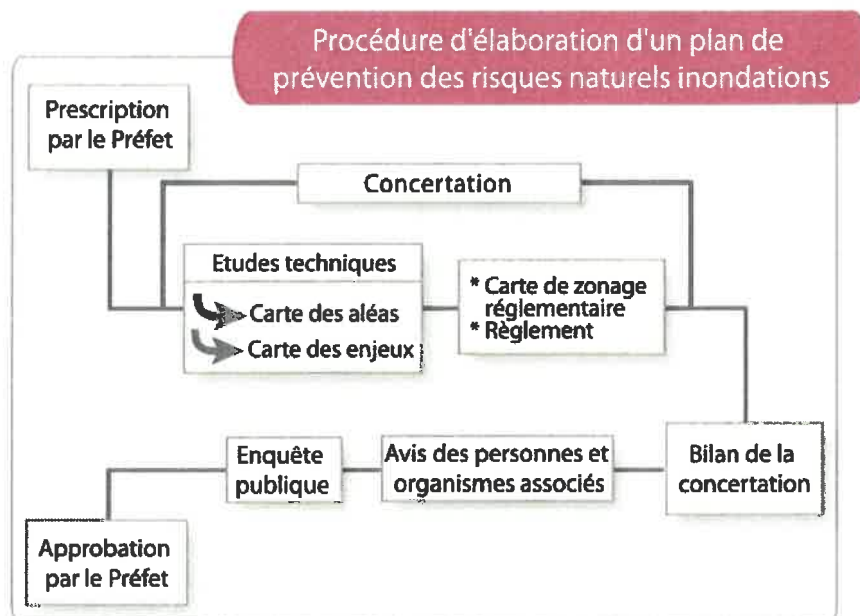 Procédure d'élaboration d'un plan de
prévention des risques naturels inondations
Prescription
par le Préfet
Concertation
Etudes techniques
Carte des aléas
Carte des enjeux
* Carte de zonage
réglementaire
* Règlement
Bilan de la
concertation
Avis des personnes et
organismes associés
Enquête
publique
Approbation
par le Préfet